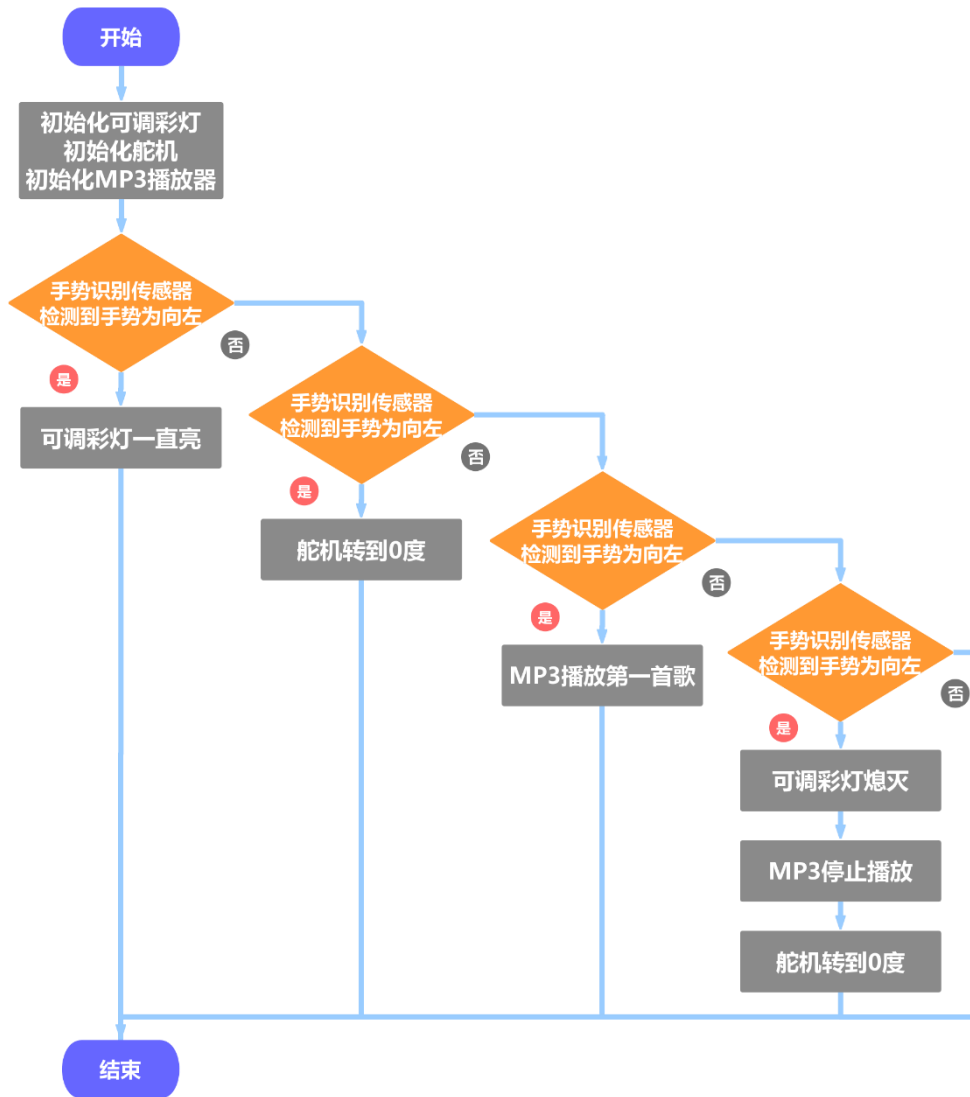 开始
初始化可调彩灯
初始化舵机
初始化MP3播放器
手势识别传感器
检测到手势为向左
否
是
可调彩灯一直亮
手势识别传感器
检测到手势为向左
否
是
舵机转到0度
手势识别传感器
检测到手势为向左
否
是
MP3播放第一首歌
手势识别传感器
检测到手势为向左
否
是
可调彩灯熄灭
MP3停止播放
舵机转到0度
结束